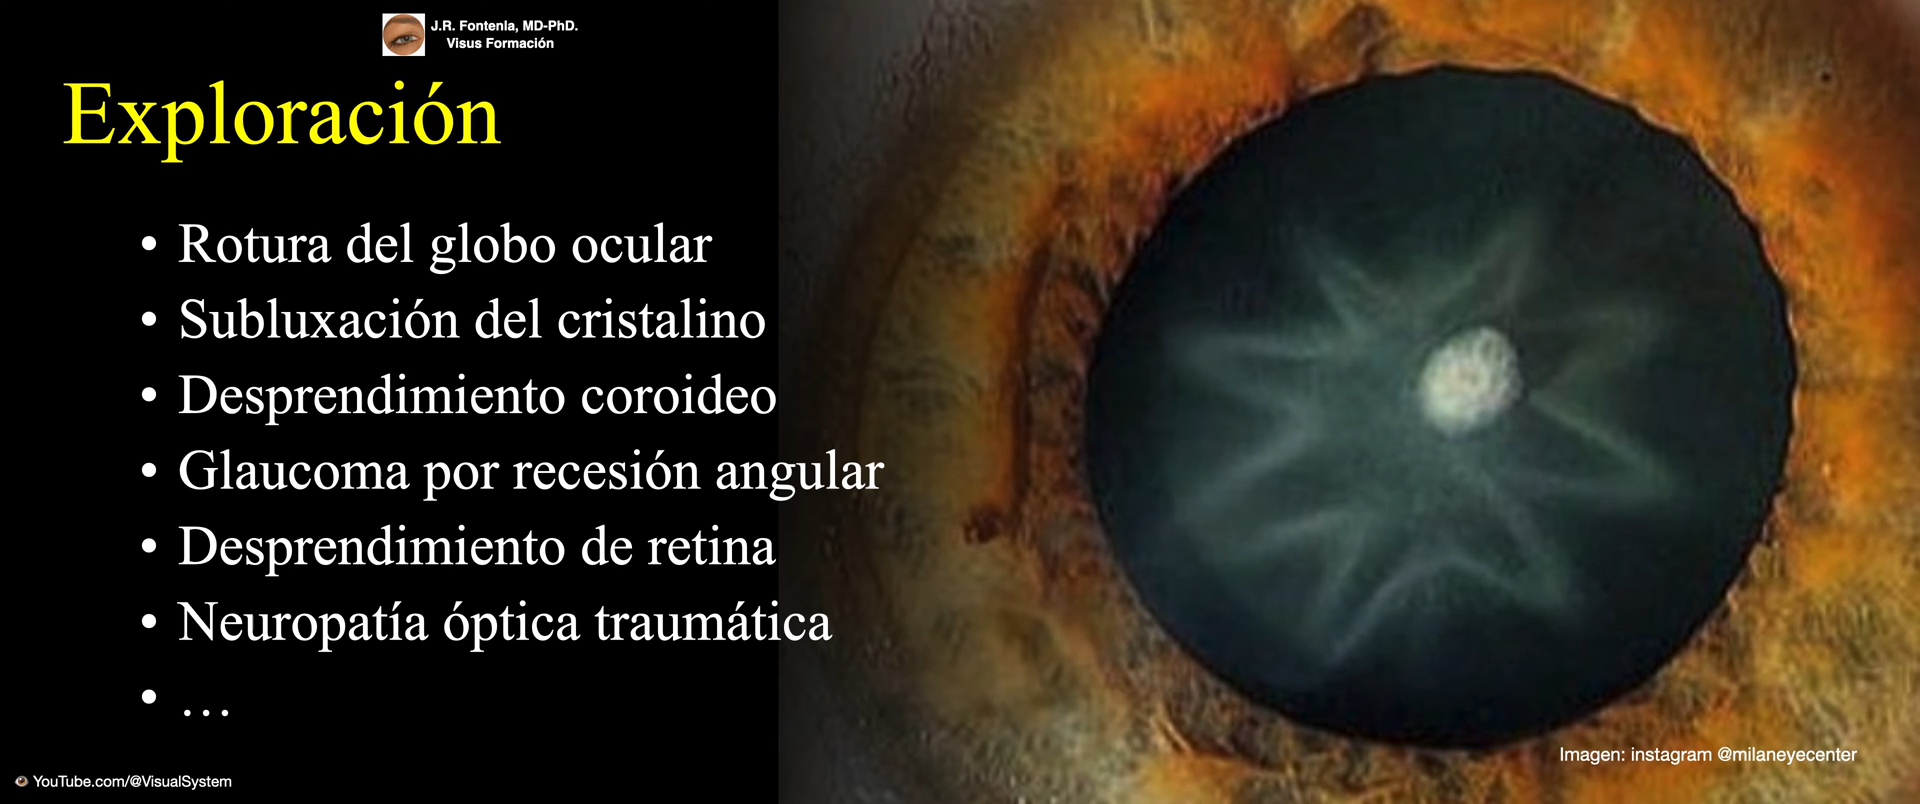 J.R. Fontenla, MD-PhD.
Visus Formación
Exploración
• Rotura del globo ocular
• Subluxación del cristalino
• Desprendimiento coroideo
• Glaucoma por recesión angular
• Desprendimiento de retina
• Neuropatía óptica traumática
• …
Imagen: instagram @milaneyecenter
YouTube.com/@VisualSystem